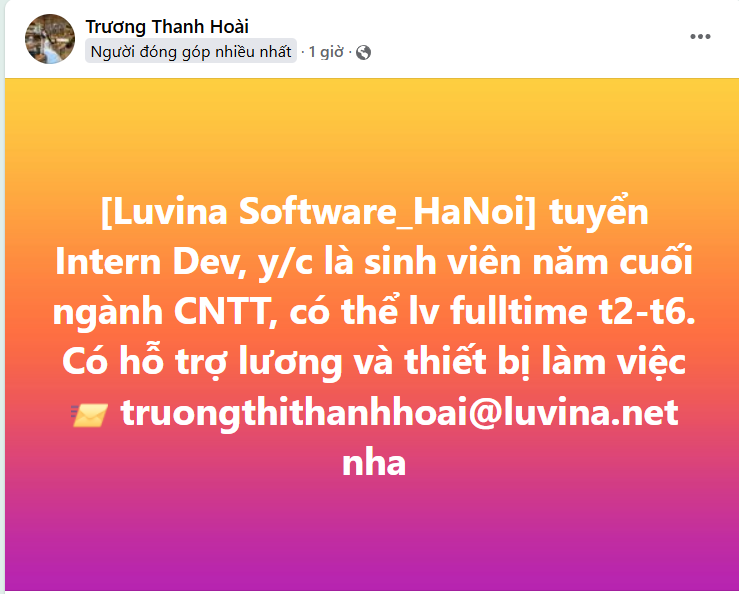 Trương Thanh Hoài
Người đóng góp nhiều nhất · 1 giờ ·
[Luvina Software_HaNoi] tuyển
Intern Dev, y/c là sinh viên năm cuối
ngành CNTT, có thể lv fulltime t2-t6.
Có hỗ trợ lương và thiết bị làm việc
truongthithanhhoai@luvina.net
nha